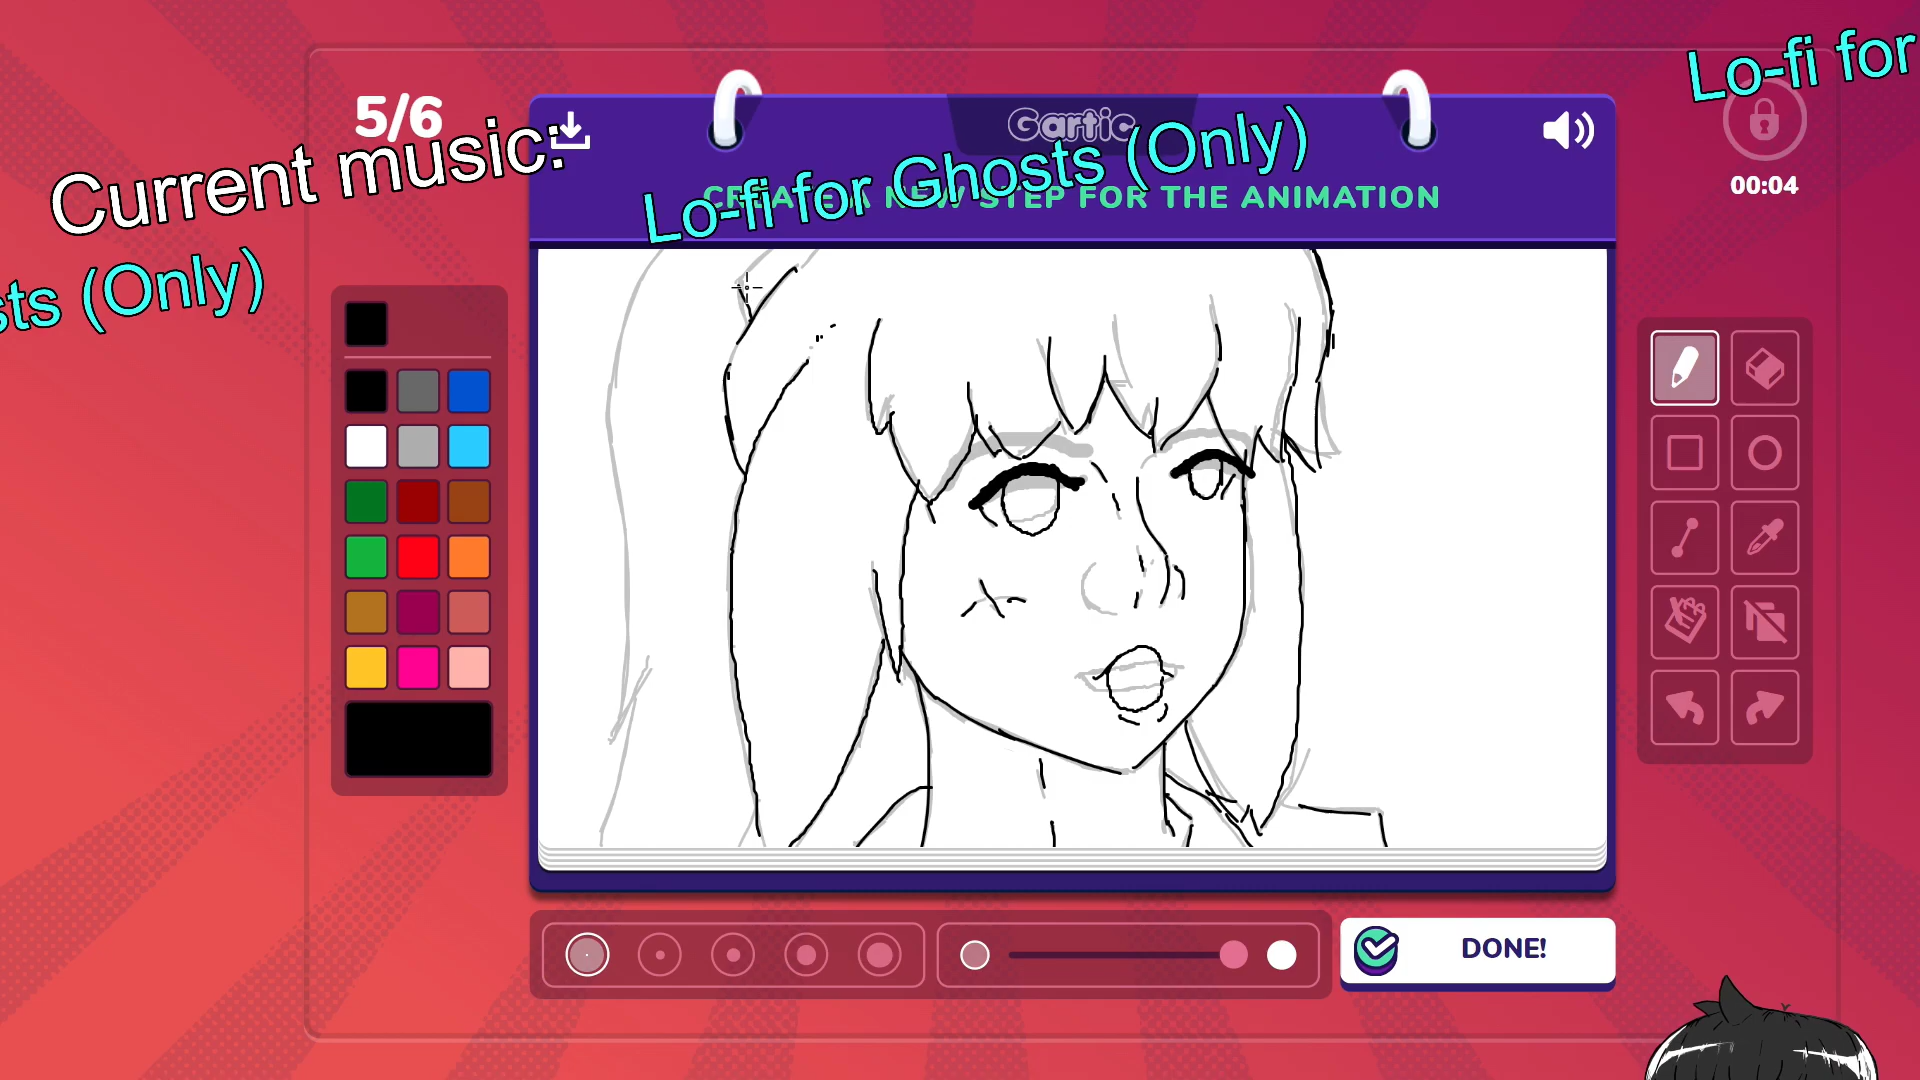 5/6
Current music:
Lo-fi for Ghosts (Only)
Lo-fi for
sts (Only)
Gartic
CREATE A NEW STEP FOR THE ANIMATION
00:04
DONE!